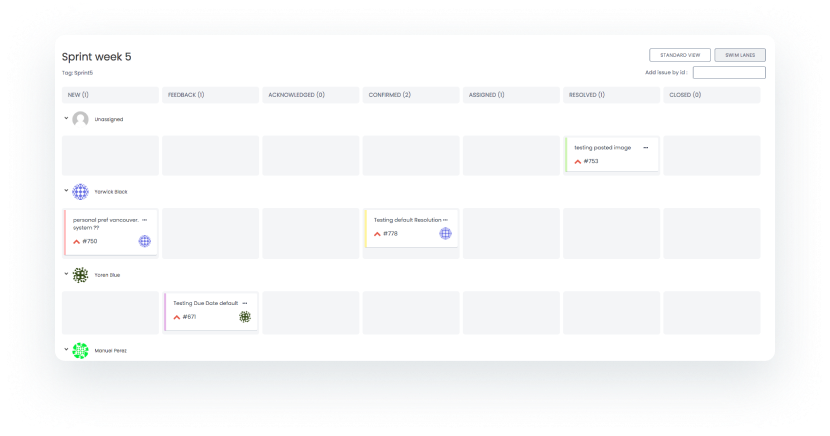 Sprint week 5
STANDARD VIEW
SWIM LANES
Tag: Sprint5
Add issue by id :
NEW (1)
FEEDBACK (1)
ACKNOWLEDGED (0)
CONFIRMED (2)
ASSIGNED (1)
RESOLVED (1)
CLOSED (0)
Unassigned
testing posted image
#753
Yarwick Black
personal pref vancouver.
system ??
#750
Testing default Resolution
#778
Yoren Blue
Testing Due Date default
#671
Manuel Perez